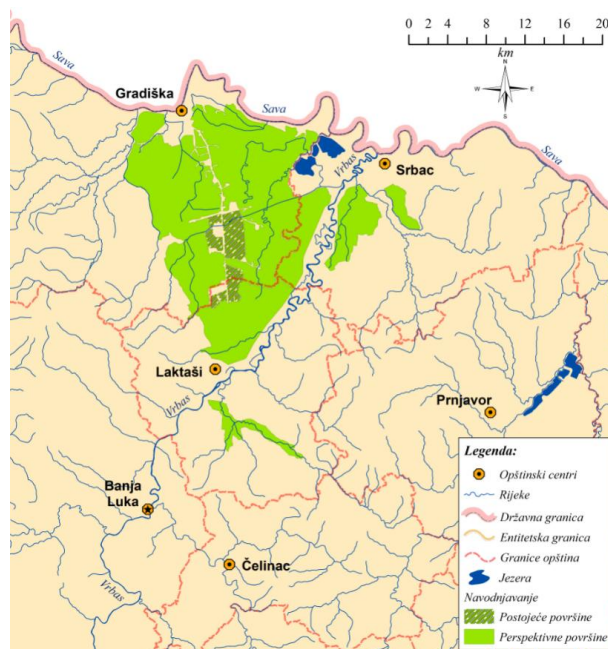 0 2 4 8 12 16 20
km
N
W E
S
Sava
Gradiška
Sava
Vrbas
Srbac
Sava
Laktaši
Vrbas
Prnjavor
Banja
Luka
Čelinac
Vrbas
Legenda:
Opštinski centri
Rijeke
Državna granica
Entitetska granica
Granice opština
Jezera
Navodnjavanje
Postojeće površine
Perspektivne površine